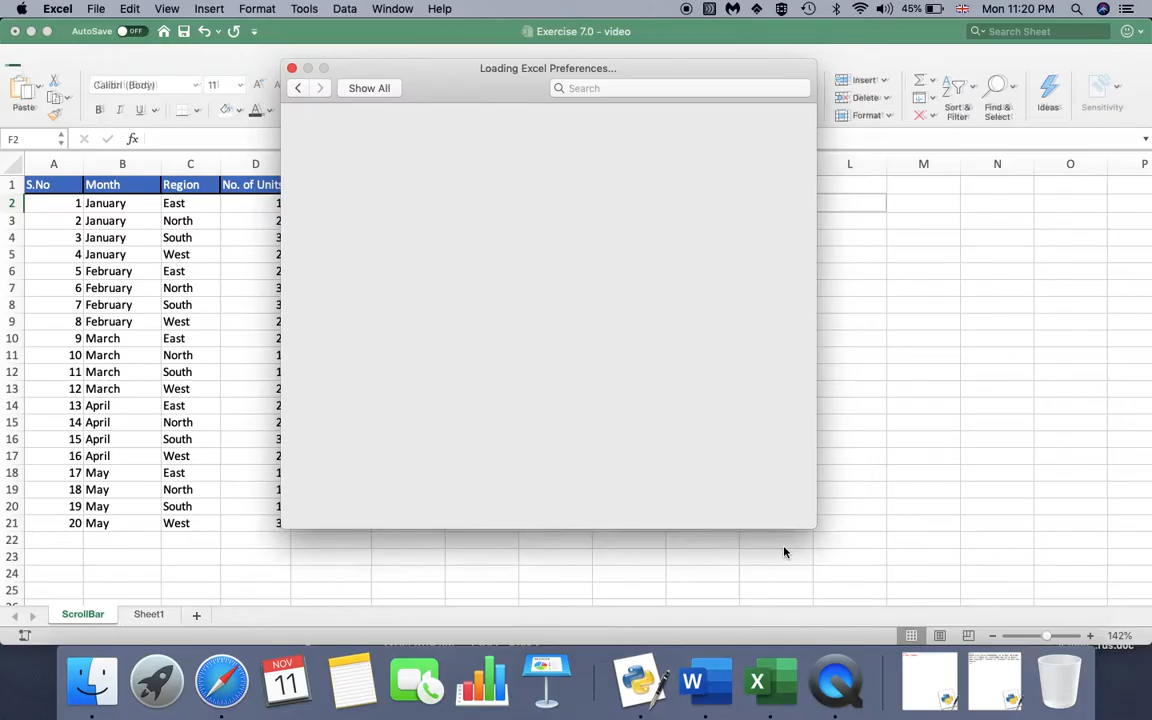 Excel File Edit View Insert Format Tools Data Window Help 45% Mon 11:20 PM
AutoSave OFF Exercise 7.0 - video Search Sheet
Loading Excel Preferences...
Show All Search
Paste Calibri (Body) 11 B I U A Insert Delete Format Sort & Filter Find & Select Ideas Sensitivity
F2 fx
A B C D L M N O P
1 S.No Month Region No. of Units
2 1 January East
3 2 January North
4 3 January South
5 4 January West
6 5 February East
7 6 February North
8 7 February South
9 8 February West
10 9 March East
11 10 March North
12 11 March South
13 12 March West
14 13 April East
15 14 April North
16 15 April South
17 16 April West
18 17 May East
19 18 May North
20 19 May South
21 20 May West
22
23
24
25
ScrollBar Sheet1
142%
rus.doc
NOV
11